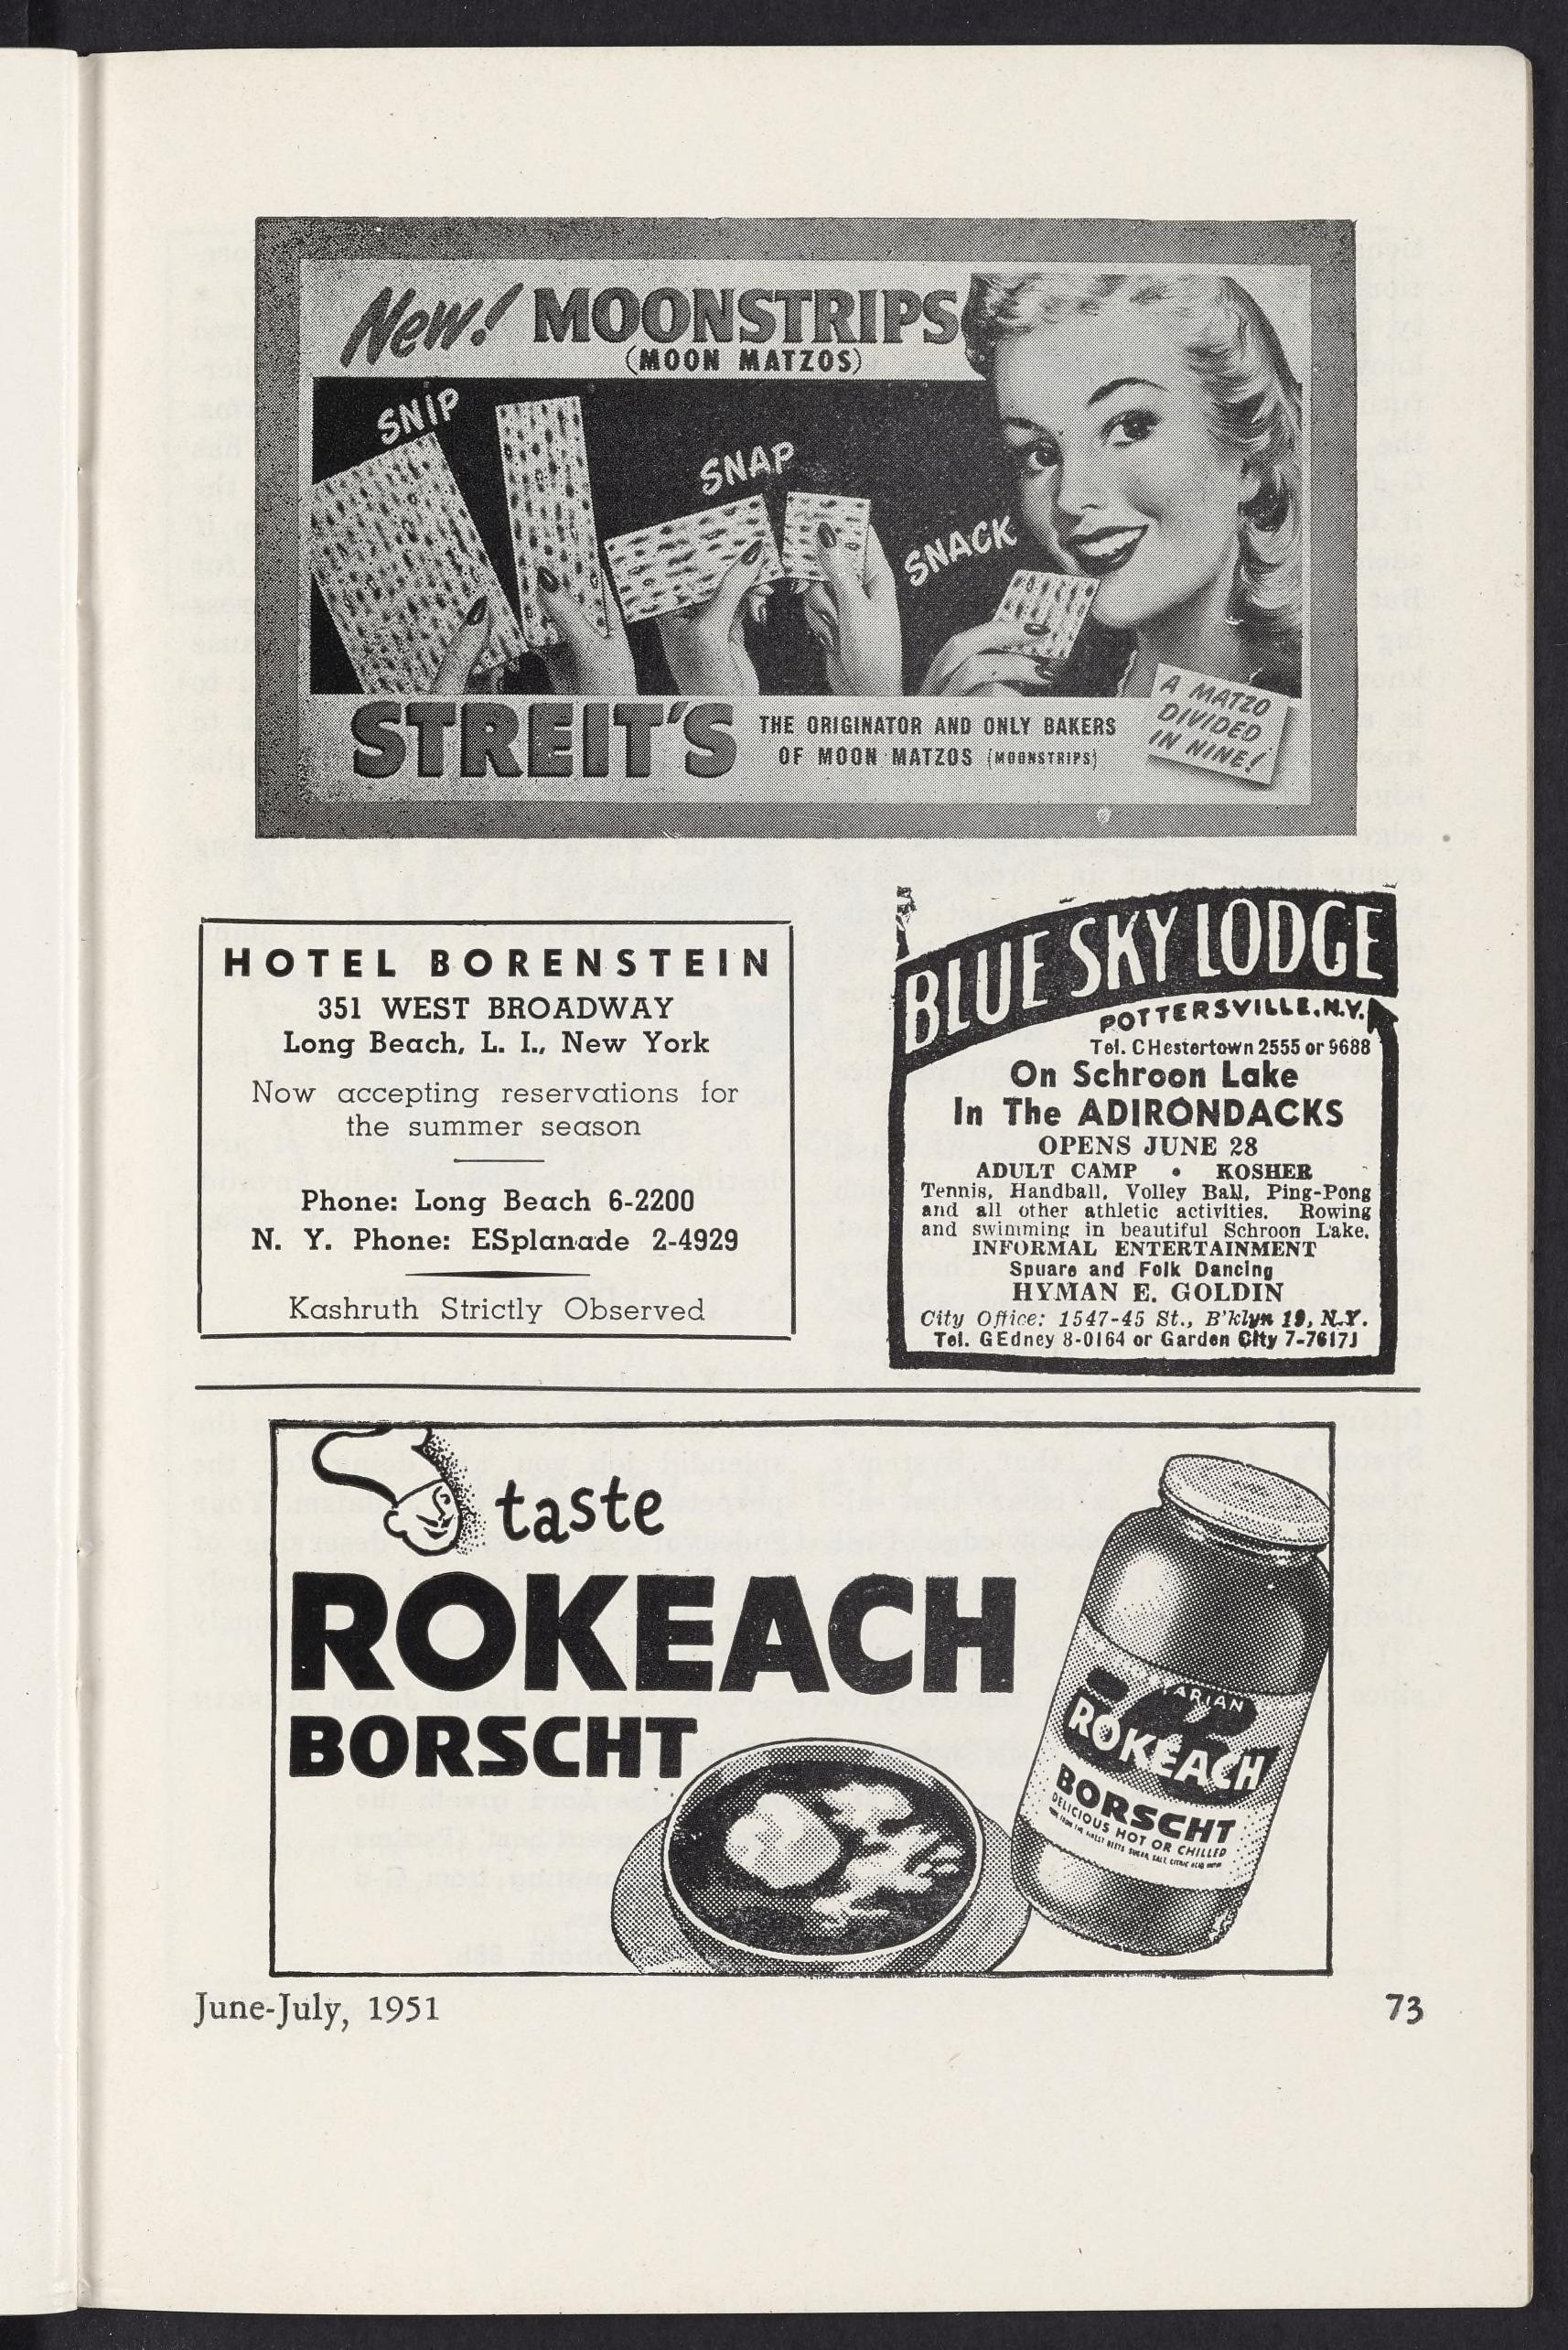 New! MOONSTRIPS
(MOON MATZOS)
SNIP
SNAP
SNACK
STREIT'S
THE ORIGINATOR AND ONLY BAKERS
OF MOON MATZOS (MOONSTRIPS)
A MATZO
DIVIDED
IN NINE!
HOTEL BORENSTEIN
351 WEST BROADWAY
Long Beach, L. I., New York
Now accepting reservations for
the summer season
Phone: Long Beach 6-2200
N. Y. Phone: ESplanade 2-4929
Kashruth Strictly Observed
BLUE SKY LODGE
POTTERSVILLE, N.Y.
Tel. CHestertown 2555 or 9688
On Schroon Lake
In The ADIRONDACKS
OPENS JUNE 28
ADULT CAMP • KOSHER
Tennis, Handball, Volley Ball, Ping-Pong
and all other athletic activities. Rowing
and swimming in beautiful Schroon Lake.
INFORMAL ENTERTAINMENT
Spuare and Folk Dancing
HYMAN E. GOLDIN
City Office: 1547-45 St., B'klyn 19, N.Y.
Tel. GEdney 8-0164 or Garden City 7-7617J
taste
ROKEACH
BORSCHT
ROKEACH
BORSCHT
DELICIOUS HOT OR CHILLED
June-July, 1951
73